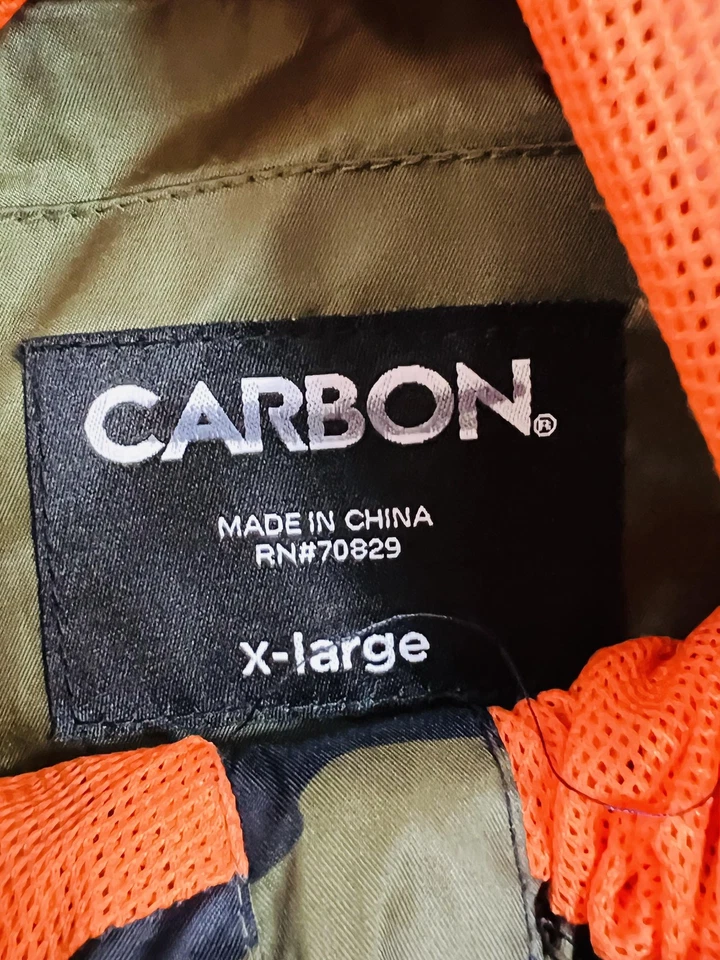 CARBON®
MADE IN CHINA
RN#70829
x-large